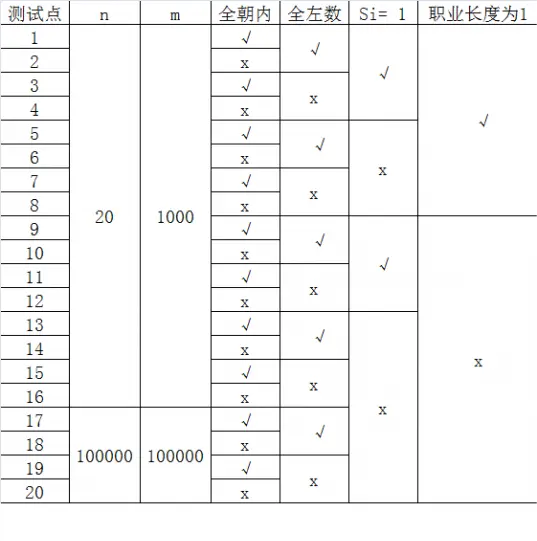 测试点 n m 全朝内 全左数 Si= 1 职业长度为1
1 20 1000 √ √ √ √
2 x
3 √ x
4 x
5 √ √ x
6 x
7 √ x
8 x
9 √ √ √ x
10 x
11 √ x
12 x
13 √ √ x
14 x
15 √ x
16 x
17 100000 100000 √ √
18 x
19 √ x
20 x